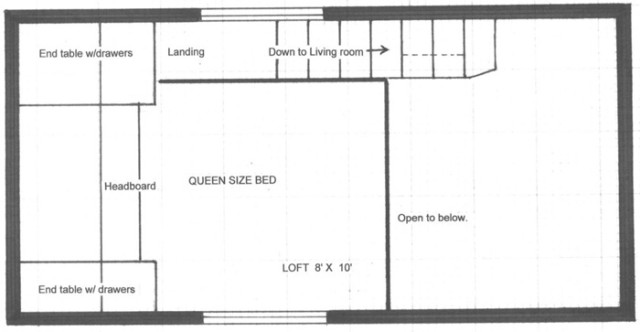 End table w/drawers
Landing
Down to Living room
Headboard
QUEEN SIZE BED
Open to below.
LOFT 8' X 10'
End table w/ drawers